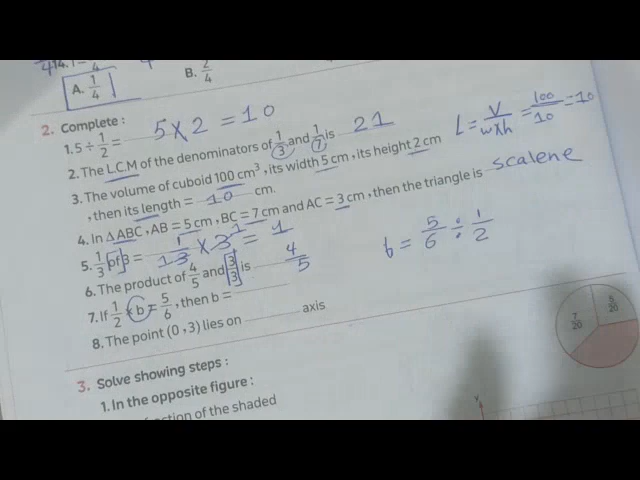 A. 1/4
B. 2/4
2. Complete :
1. 5 ÷ 1/2 = 5 × 2 = 10
2. The L.C.M of the denominators of 1/3 and 1/7 is 21
3. The volume of cuboid 100 cm³, its width 5 cm, its height 2 cm
, then its length = 10 cm.
L = V/w×h = 100/10 = 10
4. In △ ABC, AB = 5 cm, BC = 7 cm and AC = 3 cm, then the triangle is scalene
5. 1/3 of 3 = 1/3 × 3 = 1
6. The product of 4/5 and 3/3 is 4/5
7. If 1/2 × b = 5/6, then b =
b = 5/6 ÷ 1/2
8. The point (0, 3) lies on axis
7/20
5/20
3. Solve showing steps :
1. In the opposite figure :
of the shaded
y